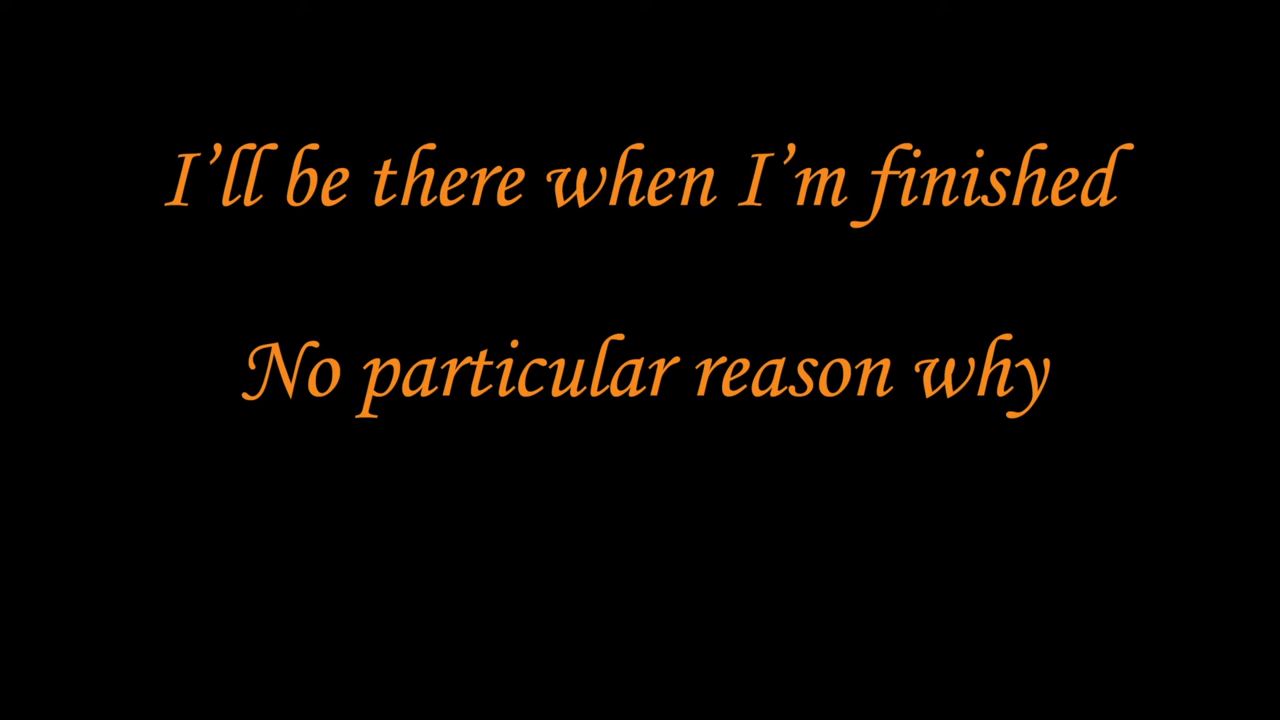 I’ll be there when I’m finished
No particular reason why